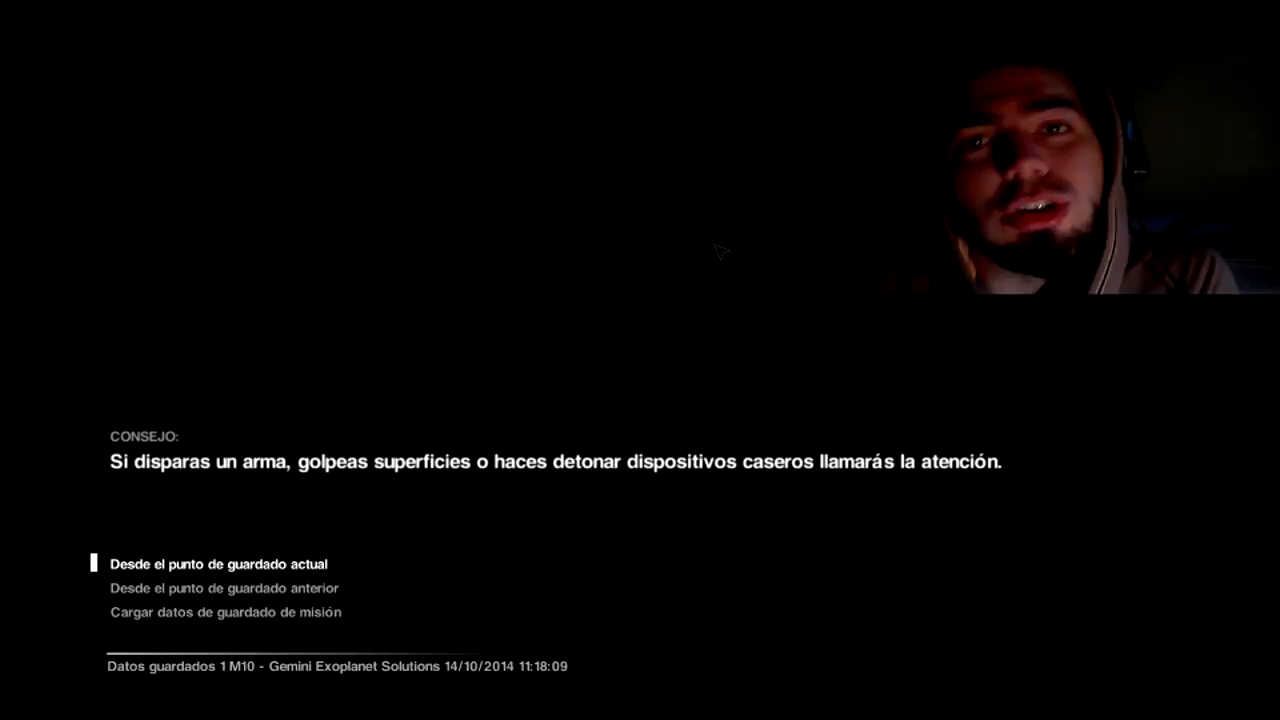 CONSEJO:
Si disparas un arma, golpeas superficies o haces detonar dispositivos caseros llamarás la atención.
Desde el punto de guardado actual
Desde el punto de guardado anterior
Cargar datos de guardado de misión
Datos guardados 1 M10 - Gemini Exoplanet Solutions 14/10/2014 11:18:09